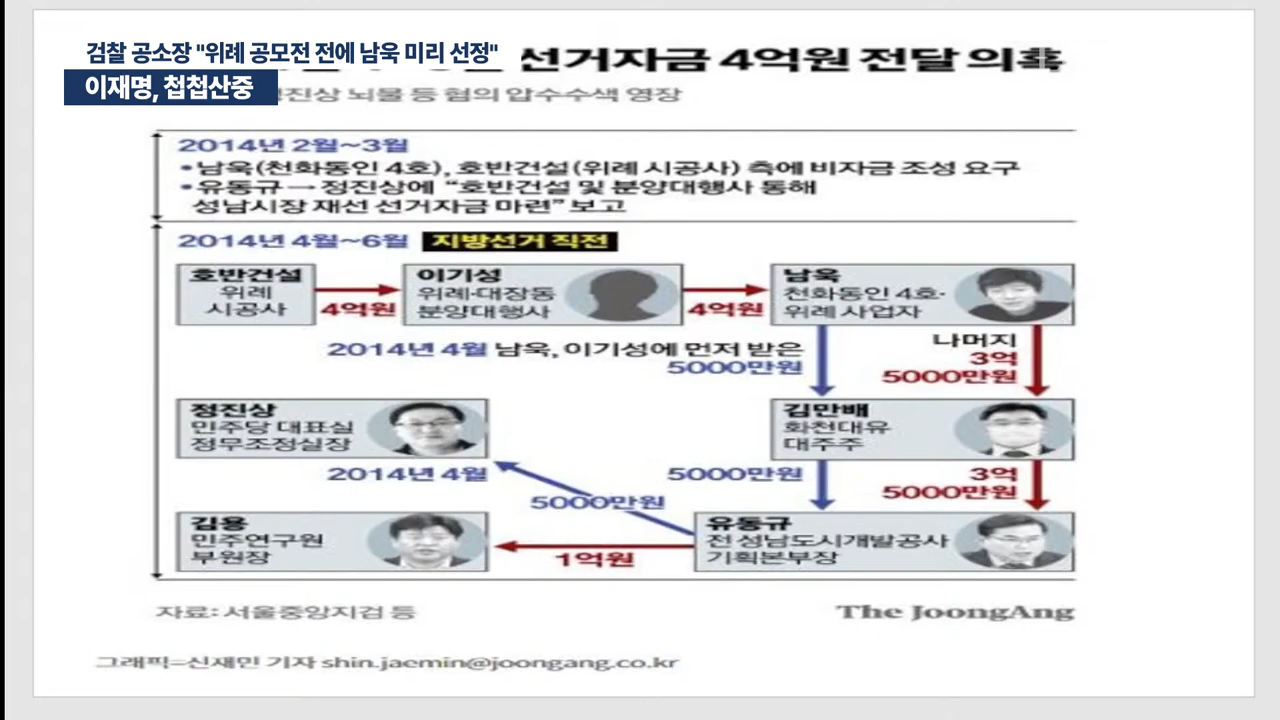 검찰 공소장 "위례 공모전 전에 남욱 미리 선정"
선거자금 4억원 전달 의혹
이재명, 첩첩산중
정진상 뇌물 등 혐의 압수수색 영장
2014년 2월~3월
•남욱(천화동인 4호), 호반건설(위례 시공사) 측에 비자금 조성 요구
•유동규→정진상에 “호반건설 및 분양대행사 통해
성남시장 재선 선거자금 마련” 보고
2014년 4월~6월 지방선거 직전
호반건설
위례
시공사
4억원
이기성
위례·대장동
분양대행사
4억원
남욱
천화동인 4호·
위례 사업자
2014년 4월 남욱, 이기성에 먼저 받은
5000만원
나머지
3억
5000만원
정진상
민주당 대표실
정무조정실장
김만배
화천대유
대주주
2014년 4월
5000만원
5000만원
3억
5000만원
김용
민주연구원
부원장
1억원
유동규
전 성남도시개발공사
기획본부장
자료: 서울중앙지검 등
The JoongAng
그래픽=신재민 기자 shin.jaemin@joongang.co.kr